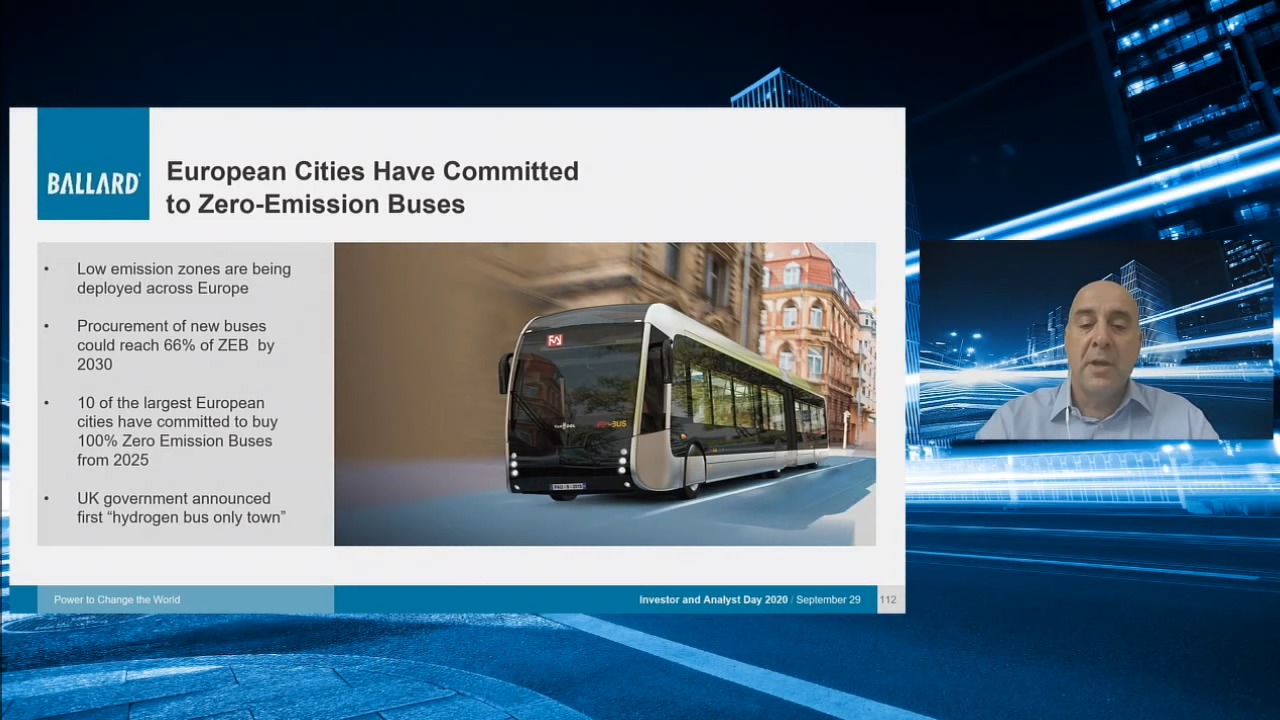 BALLARD
European Cities Have Committed
to Zero-Emission Buses
• Low emission zones are being
deployed across Europe
• Procurement of new buses
could reach 66% of ZEB by
2030
• 10 of the largest European
cities have committed to buy
100% Zero Emission Buses
from 2025
• UK government announced
first “hydrogen bus only town”
Power to Change the World
Investor and Analyst Day 2020 / September 29
112